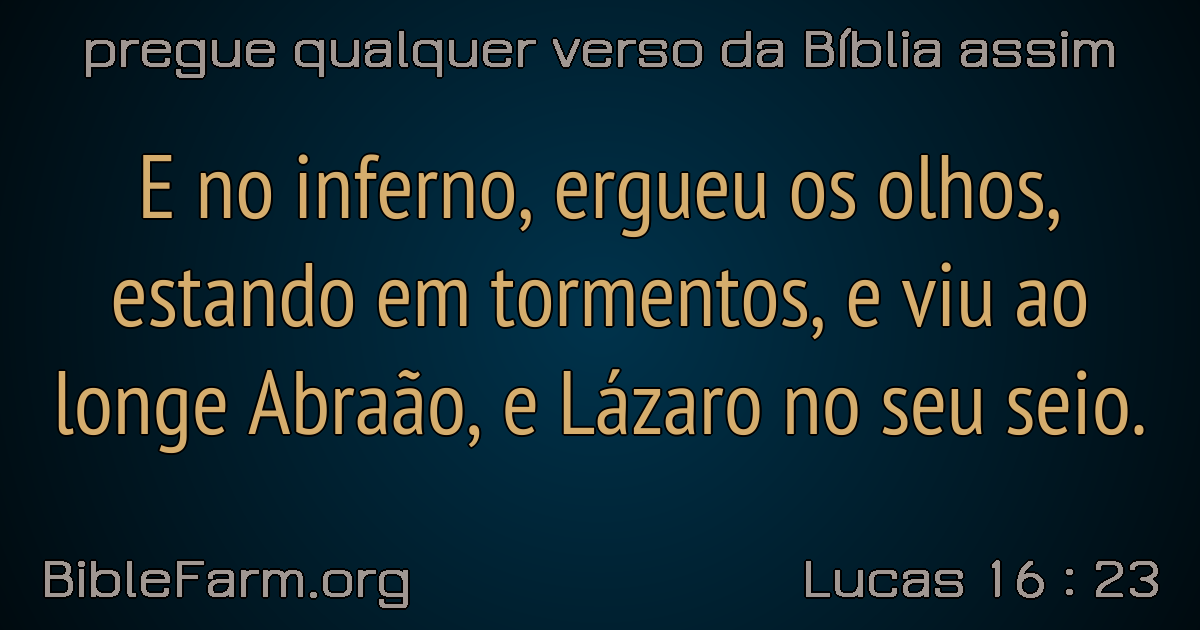 pregue qualquer verso da Bíblia assim
E no inferno, ergueu os olhos,
estando em tormentos, e viu ao
longe Abraão, e Lázaro no seu seio.
BibleFarm.org
Lucas 16 : 23